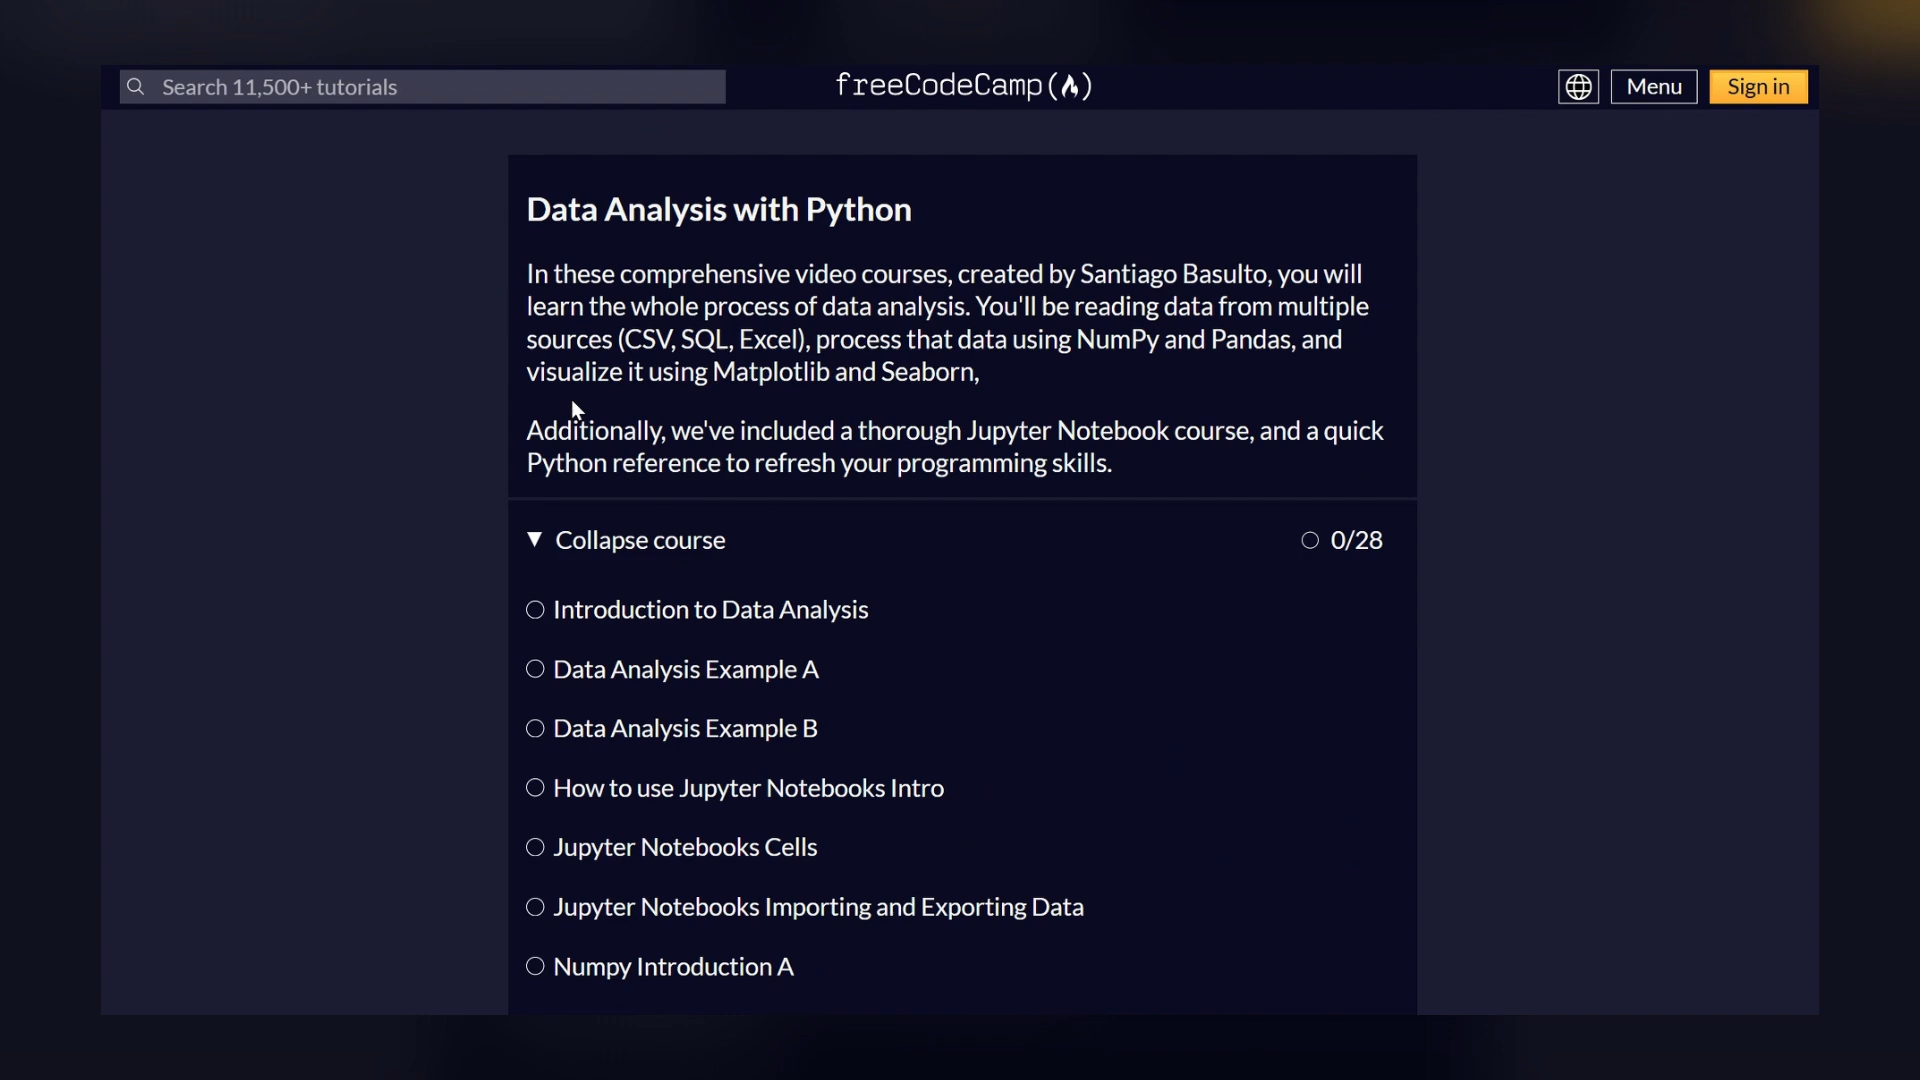 Search 11,500+ tutorials
freeCodeCamp
Menu
Sign in
Data Analysis with Python
In these comprehensive video courses, created by Santiago Basulto, you will
learn the whole process of data analysis. You'll be reading data from multiple
sources (CSV, SQL, Excel), process that data using NumPy and Pandas, and
visualize it using Matplotlib and Seaborn,
Additionally, we've included a thorough Jupyter Notebook course, and a quick
Python reference to refresh your programming skills.
Collapse course
0/28
Introduction to Data Analysis
Data Analysis Example A
Data Analysis Example B
How to use Jupyter Notebooks Intro
Jupyter Notebooks Cells
Jupyter Notebooks Importing and Exporting Data
Numpy Introduction A